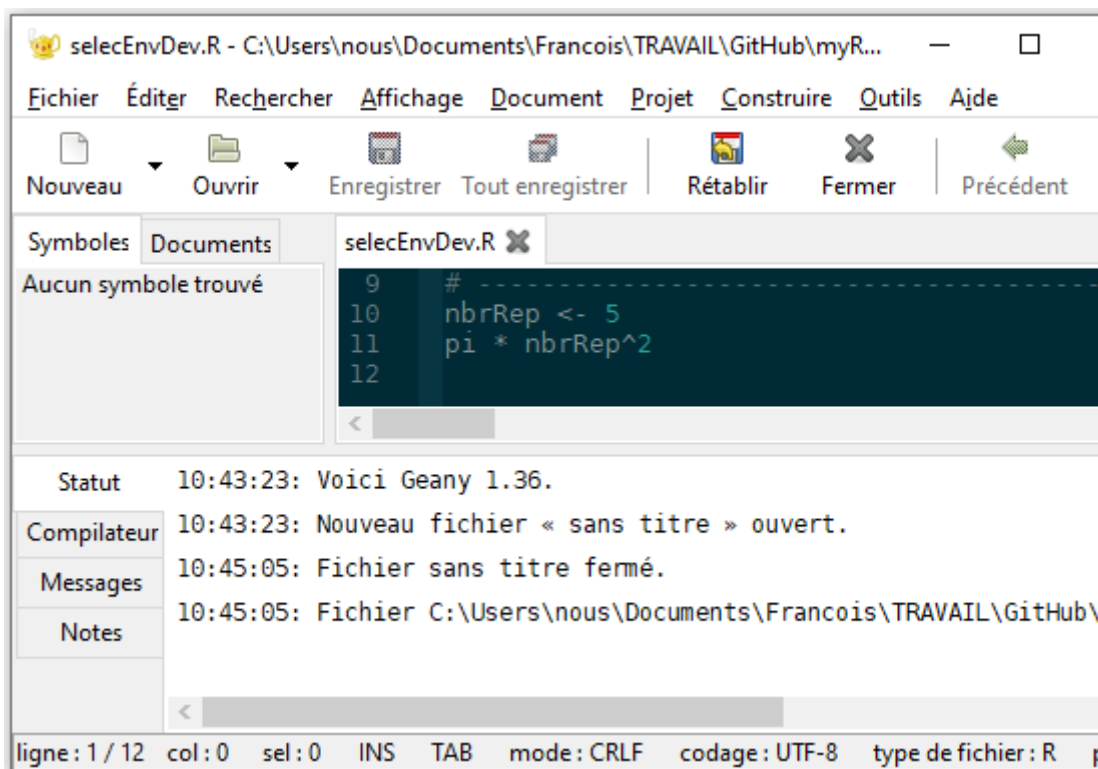 selecEnvDev.R - C:\Users\nous\Documents\Francois\TRAVAIL\GitHub\myR...
Fichier Éditer Rechercher Affichage Document Projet Construire Outils Aide
Nouveau Ouvrir Enregistrer Tout enregistrer Rétablir Fermer Précédent
Symboles Documents selecEnvDev.R
Aucun symbole trouvé
9 # -----------------------------------------
10 nbrRep <- 5
11 pi * nbrRep^2
12
Statut
Compilateur
Messages
Notes
10:43:23: Voici Geany 1.36.
10:43:23: Nouveau fichier « sans titre » ouvert.
10:45:05: Fichier sans titre fermé.
10:45:05: Fichier C:\Users\nous\Documents\Francois\TRAVAIL\GitHub\
ligne : 1 / 12 col : 0 sel : 0 INS TAB mode : CRLF codage : UTF-8 type de fichier : R